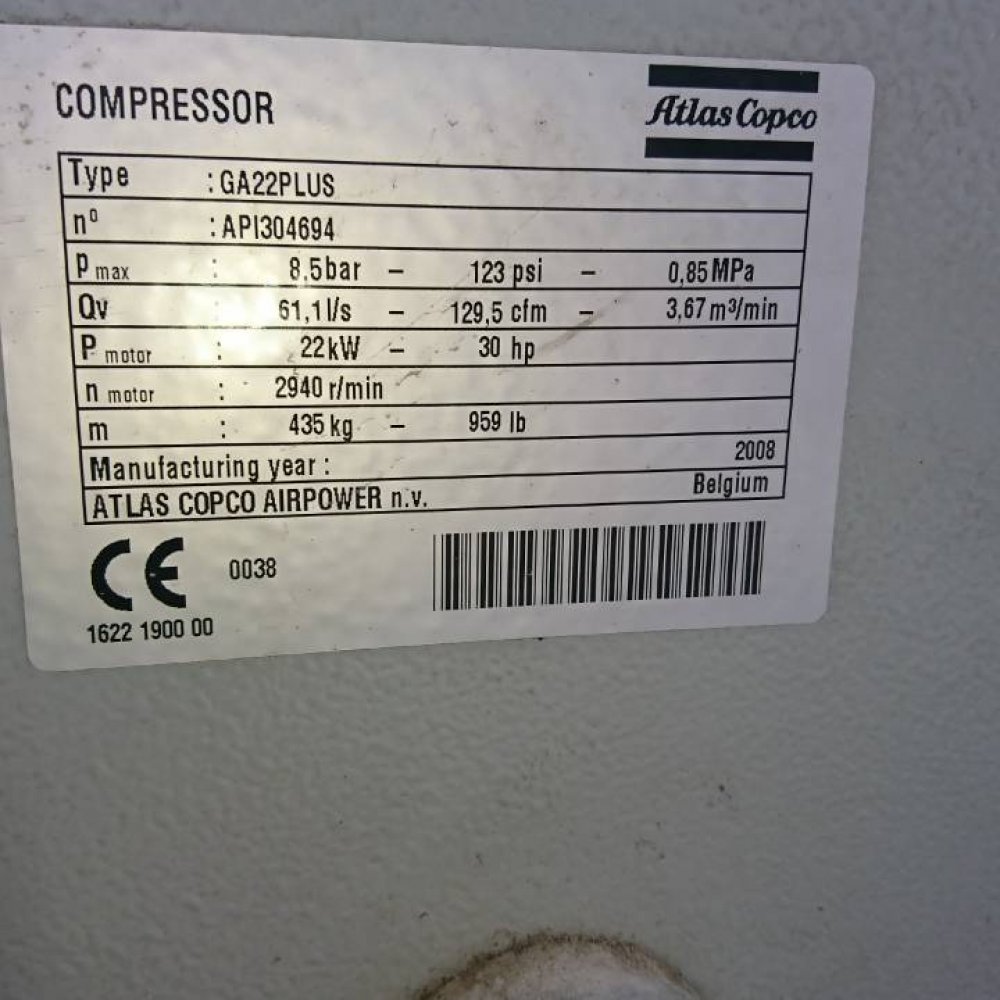 COMPRESSOR
Atlas Copco
Type : GA22PLUS
nº : API304694
P max : 8.5bar – 123 psi – 0,85 MPa
Qv : 61,1 l/s – 129,5 cfm – 3,67 m³/min
P motor : 22kW – 30 hp
n motor : 2940 r/min
m : 435 kg – 959 lb
Manufacturing year : 2008
ATLAS COPCO AIRPOWER n.v. Belgium
CE 0038
1622 1900 00